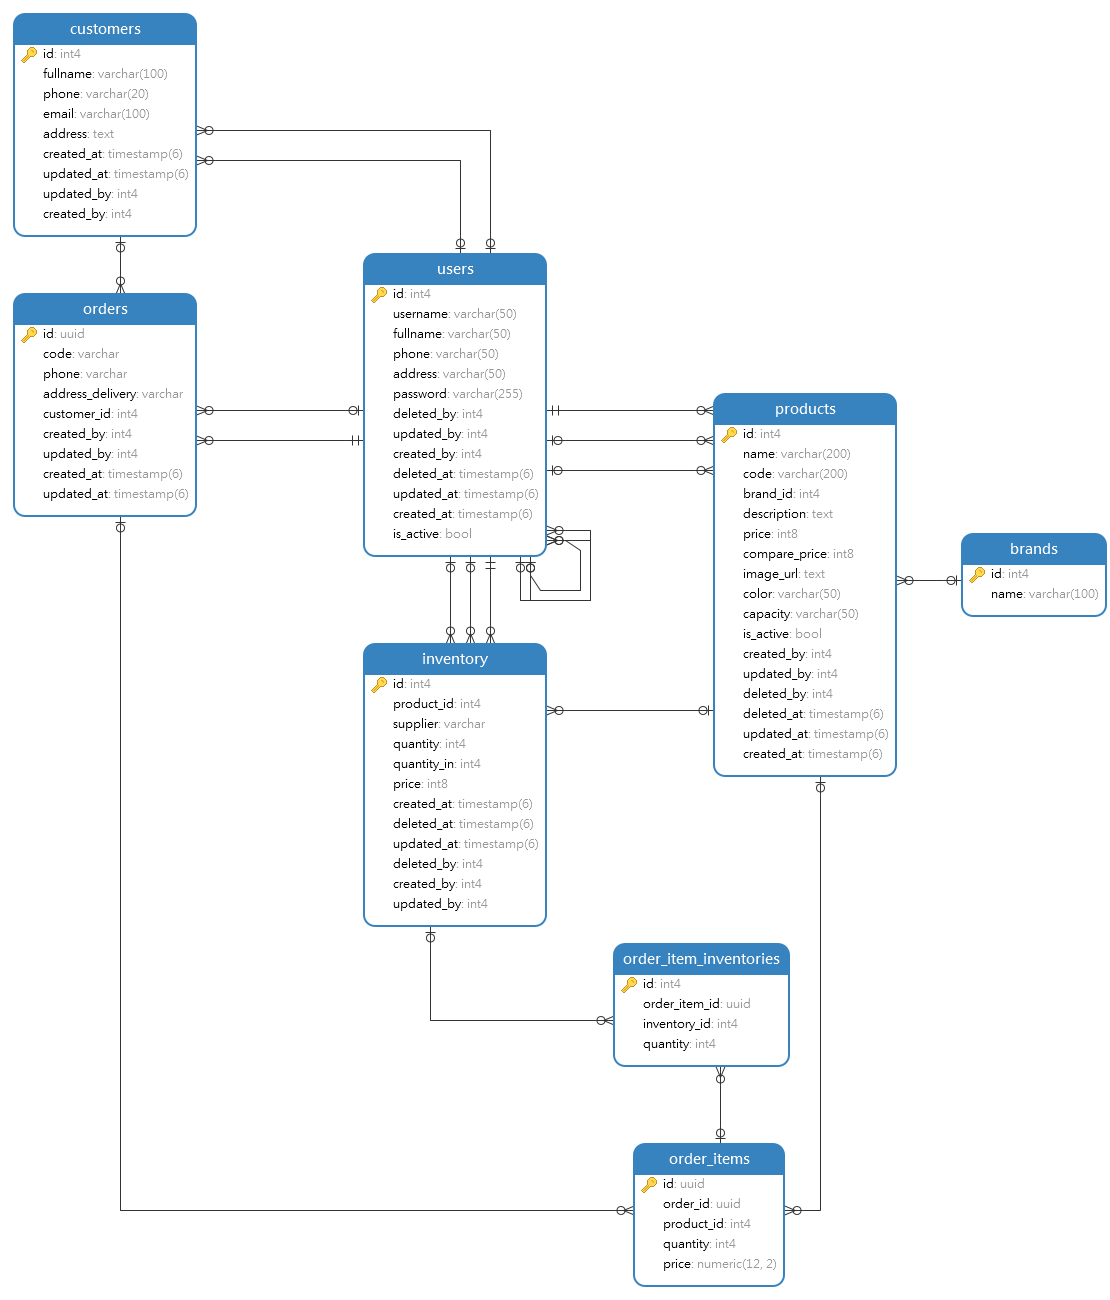 customers
id: int4
fullname: varchar(100)
phone: varchar(20)
email: varchar(100)
address: text
created_at: timestamp(6)
updated_at: timestamp(6)
updated_by: int4
created_by: int4
orders
id: uuid
code: varchar
phone: varchar
address_delivery: varchar
customer_id: int4
created_by: int4
updated_by: int4
created_at: timestamp(6)
updated_at: timestamp(6)
users
id: int4
username: varchar(50)
fullname: varchar(50)
phone: varchar(50)
address: varchar(50)
password: varchar(255)
deleted_by: int4
updated_by: int4
created_by: int4
deleted_at: timestamp(6)
updated_at: timestamp(6)
created_at: timestamp(6)
is_active: bool
products
id: int4
name: varchar(200)
code: varchar(200)
brand_id: int4
description: text
price: int8
compare_price: int8
image_url: text
color: varchar(50)
capacity: varchar(50)
is_active: bool
created_by: int4
updated_by: int4
deleted_by: int4
deleted_at: timestamp(6)
updated_at: timestamp(6)
created_at: timestamp(6)
brands
id: int4
name: varchar(100)
inventory
id: int4
product_id: int4
supplier: varchar
quantity: int4
quantity_in: int4
price: int8
created_at: timestamp(6)
deleted_at: timestamp(6)
updated_at: timestamp(6)
deleted_by: int4
created_by: int4
updated_by: int4
order_item_inventories
id: int4
order_item_id: uuid
inventory_id: int4
quantity: int4
order_items
id: uuid
order_id: uuid
product_id: int4
quantity: int4
price: numeric(12, 2)